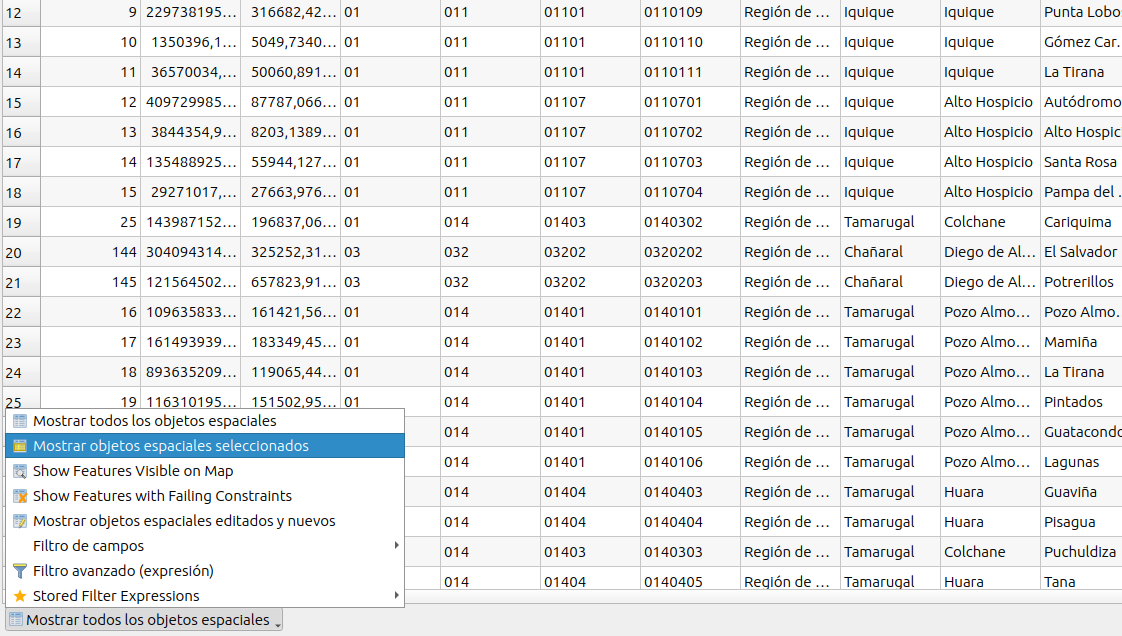 12 9 229738195... 316682,42... 01 011 01101 0110109 Región de ... Iquique Iquique Punta Lobo
13 10 1350396,1... 5049,7340... 01 011 01101 0110110 Región de ... Iquique Iquique Gómez Car.
14 11 36570034,... 50060,891... 01 011 01101 0110111 Región de ... Iquique Iquique La Tirana
15 12 409729985... 87787,066... 01 011 01107 0110701 Región de ... Iquique Alto Hospicio Autódromo
16 13 3844354,9... 8203,1389... 01 011 01107 0110702 Región de ... Iquique Alto Hospicio Alto Hospic
17 14 135488925... 55944,127... 01 011 01107 0110703 Región de ... Iquique Alto Hospicio Santa Rosa
18 15 29271017,... 27663,976... 01 011 01107 0110704 Región de ... Iquique Alto Hospicio Pampa del .
19 25 143987152... 196837,06... 01 014 01403 0140302 Región de ... Tamarugal Colchane Cariquima
20 144 304094314... 325252,31... 03 032 03202 0320202 Región de ... Chañaral Diego de Al... El Salvador
21 145 121564502... 657823,91... 03 032 03202 0320203 Región de ... Chañaral Diego de Al... Potrerillos
22 16 109635833... 161421,56... 01 014 01401 0140101 Región de ... Tamarugal Pozo Almo... Pozo Almo.
23 17 161493939... 183349,45... 01 014 01401 0140102 Región de ... Tamarugal Pozo Almo... Mamiña
24 18 893635209... 119065,44... 01 014 01401 0140103 Región de ... Tamarugal Pozo Almo... La Tirana
25 19 116310195... 151502,95... 01 014 01401 0140104 Región de ... Tamarugal Pozo Almo... Pintados
014 01401 0140105 Región de ... Tamarugal Pozo Almo... Guatacondo
014 01401 0140106 Región de ... Tamarugal Pozo Almo... Lagunas
014 01404 0140403 Región de ... Tamarugal Huara Guaviña
014 01404 0140404 Región de ... Tamarugal Huara Pisagua
014 01403 0140303 Región de ... Tamarugal Colchane Puchuldiza
014 01404 0140405 Región de ... Tamarugal Huara Tana
Mostrar todos los objetos espaciales
Mostrar objetos espaciales seleccionados
Show Features Visible on Map
Show Features with Failing Constraints
Mostrar objetos espaciales editados y nuevos
Filtro de campos
Filtro avanzado (expresión)
Stored Filter Expressions
Mostrar todos los objetos espaciales